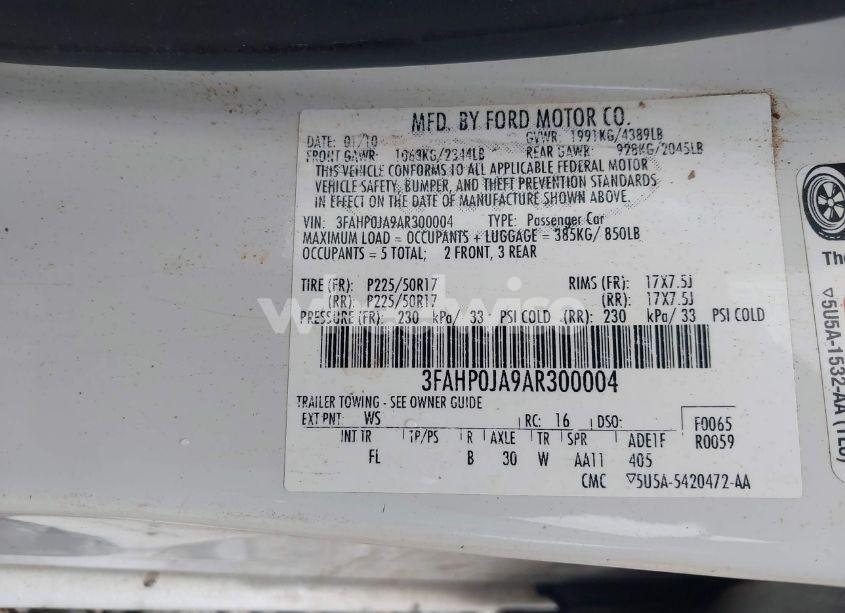 MFD. BY FORD MOTOR CO.
DATE: 01/10 GVWR: 1991KG/4389LB
FRONT GAWR: 1063KG/2344LB REAR GAWR: 928KG/2045LB
THIS VEHICLE CONFORMS TO ALL APPLICABLE FEDERAL MOTOR
VEHICLE SAFETY, BUMPER, AND THEFT PREVENTION STANDARDS
IN EFFECT ON THE DATE OF MANUFACTURE SHOWN ABOVE.
VIN: 3FAHP0JA9AR300004 TYPE: Passenger Car
MAXIMUM LOAD = OCCUPANTS + LUGGAGE = 385KG/ 850LB
OCCUPANTS = 5 TOTAL; 2 FRONT, 3 REAR
TIRE (FR): P225/50R17 RIMS (FR): 17X7.5J
(RR): P225/50R17 (RR): 17X7.5J
PRESSURE (FR): 230 kPa/ 33 PSI COLD (RR): 230 kPa/ 33 PSI COLD
3FAHP0JA9AR300004
TRAILER TOWING - SEE OWNER GUIDE
EXT PNT: WS RC: 16 DSO: F0065
INT TR TP/PS R AXLE TR SPR ADE1F R0059
FL B 30 W AA11 405
CMC ▽5U5A-5420472-AA
The
▽5U5A-1532-AA (TLU)
wheelwise